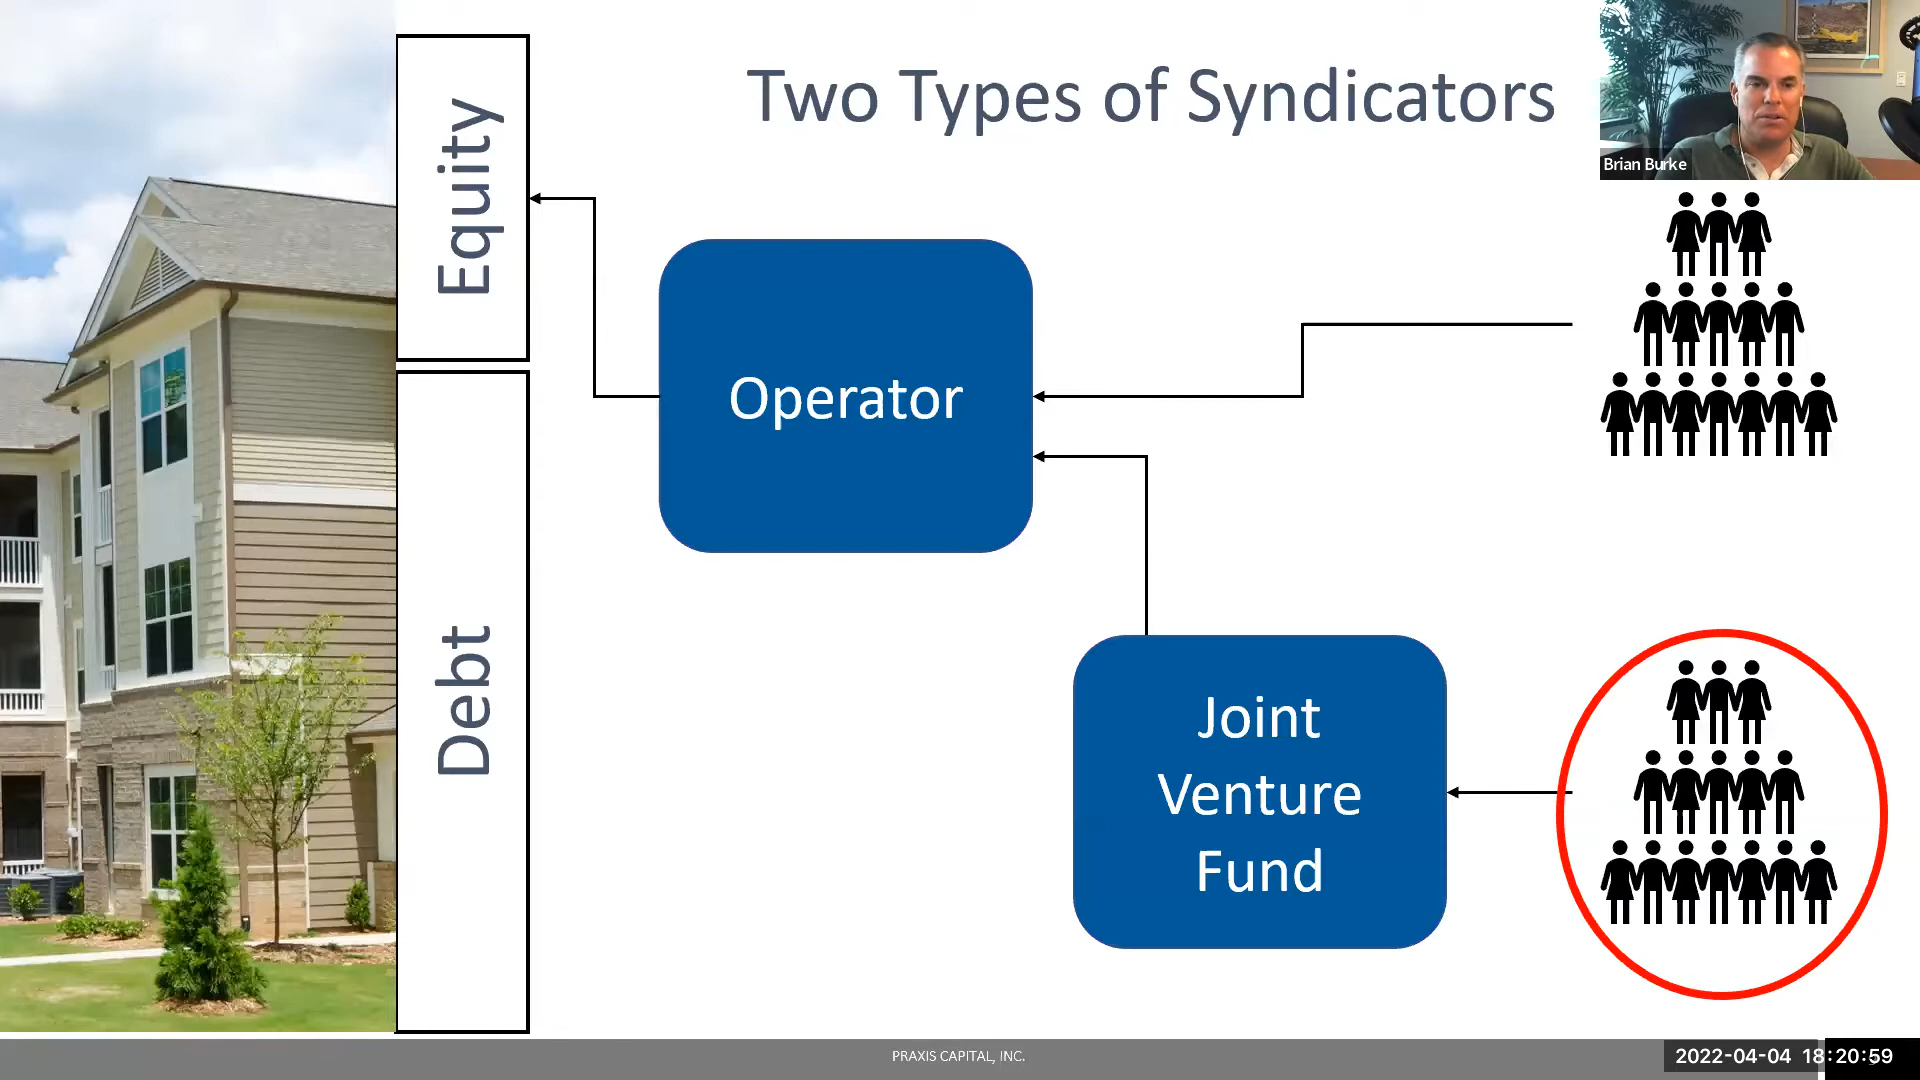 Two Types of Syndicators
Brian Burke
Equity
Operator
Debt
Joint
Venture
Fund
PRAXIS CAPITAL, INC.
2022-04-04 18:20:59